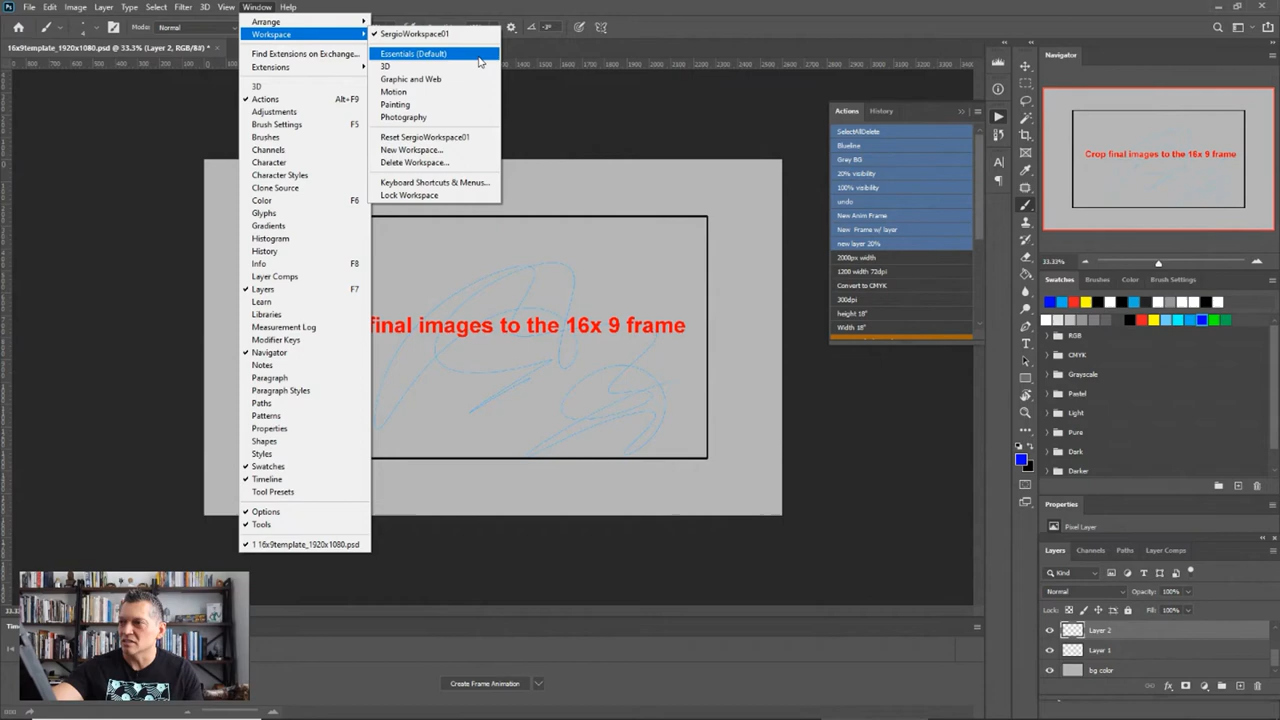 Ps File Edit Image Layer Type Select Filter 3D View Window Help
Mode: Normal
16x9template_1920x1080.psd @ 33.3% (Layer 2, RGB/8#) *
Arrange
Workspace
Find Extensions on Exchange...
Extensions
3D
Actions Alt+F9
Adjustments
Brush Settings F5
Brushes
Channels
Character
Character Styles
Clone Source
Color F6
Glyphs
Gradients
Histogram
History
Info F8
Layer Comps
Layers F7
Learn
Libraries
Measurement Log
Modifier Keys
Navigator
Notes
Paragraph
Paragraph Styles
Paths
Patterns
Properties
Shapes
Styles
Swatches
Timeline
Tool Presets
Options
Tools
1 16x9template_1920x1080.psd
SergioWorkspace01
Essentials (Default)
3D
Graphic and Web
Motion
Painting
Photography
Reset SergioWorkspace01
New Workspace...
Delete Workspace...
Keyboard Shortcuts & Menus...
Lock Workspace
final images to the 16x 9 frame
Create Frame Animation
Actions History
SelectAllDelete
Blueline
Grey BG
20% visibility
100% visibility
undo
New Anim Frame
New Frame w/ layer
new layer 20%
2000px width
1200 width 72dpi
Convert to CMYK
300dpi
height 18"
Width 18"
Navigator
Crop final images to the 16x 9 frame
33.33%
Swatches Brushes Color Brush Settings
RGB
CMYK
Grayscale
Pastel
Light
Pure
Dark
Darker
Properties
Pixel Layer
Layers Channels Paths Layer Comps
Kind
Normal Opacity: 100%
Lock: Fill: 100%
Layer 2
Layer 1
bg color